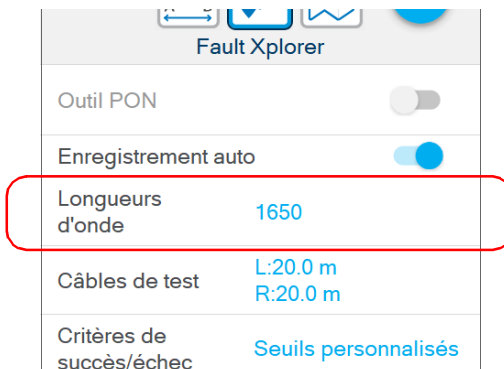 Fault Xplorer
Outil PON
Enregistrement auto
Longueurs
d'onde
1650
Câbles de test
L:20.0 m
R:20.0 m
Critères de
succès/échec
Seuils personnalisés